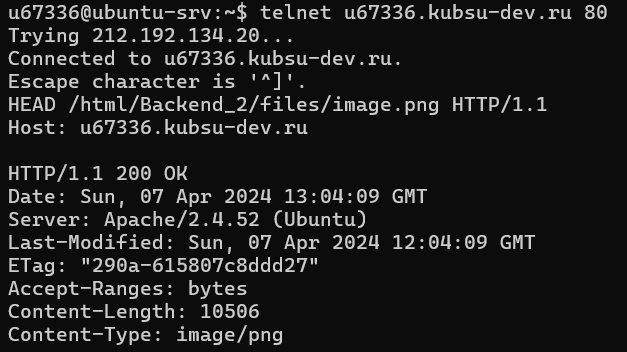 u67336@ubuntu-srv:~$ telnet u67336.kubsu-dev.ru 80
Trying 212.192.134.20...
Connected to u67336.kubsu-dev.ru.
Escape character is '^]'.
HEAD /html/Backend_2/files/image.png HTTP/1.1
Host: u67336.kubsu-dev.ru

HTTP/1.1 200 OK
Date: Sun, 07 Apr 2024 13:04:09 GMT
Server: Apache/2.4.52 (Ubuntu)
Last-Modified: Sun, 07 Apr 2024 12:04:09 GMT
ETag: "290a-615807c8ddd27"
Accept-Ranges: bytes
Content-Length: 10506
Content-Type: image/png